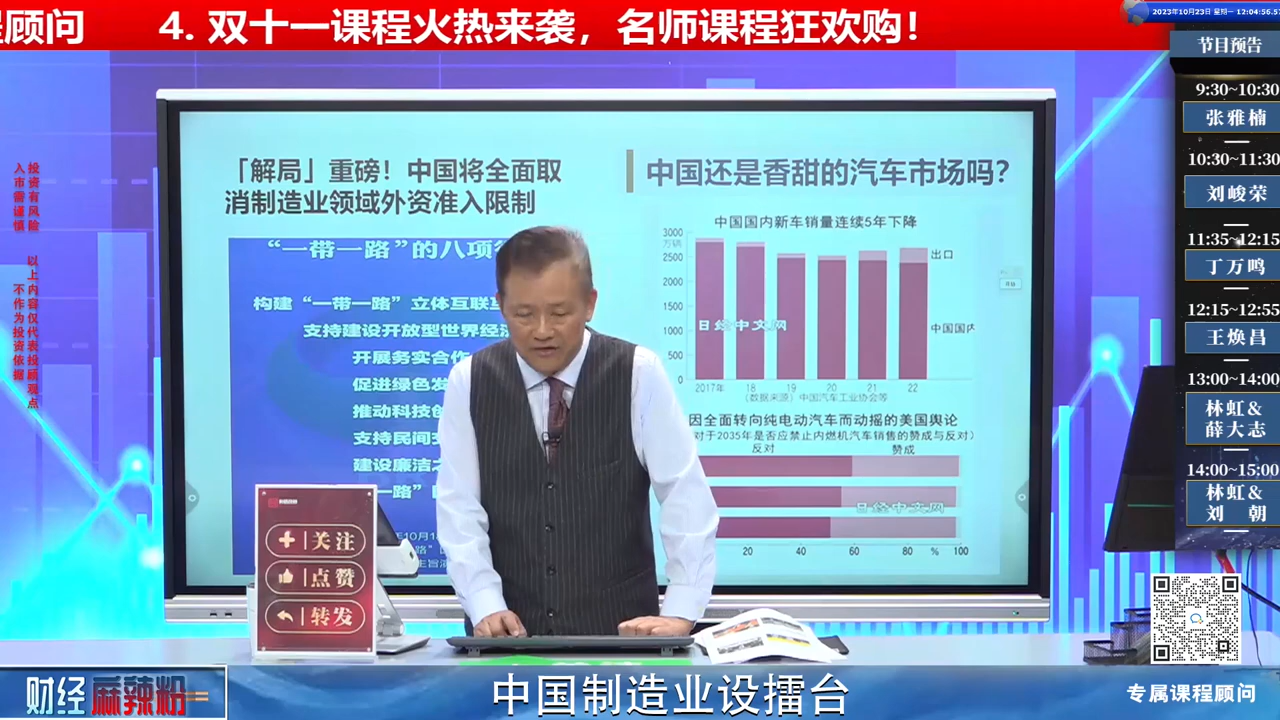 程顾问 4. 双十一课程火热来袭，名师课程狂欢购！
2023年10月23日 星期一 12:04:56.5
节目预告
9:30~10:30
张雅楠
10:30~11:30
刘峻荣
11:35~12:15
丁万鸣
12:15~12:55
王焕昌
13:00~14:00
林虹&
薛大志
14:00~15:00
林虹&
刘 朝
投资有风险 以上内容仅代表投顾观点
入市需谨慎 不作为投资依据
「解局」重磅！中国将全面取
消制造业领域外资准入限制
“一带一路”的八项行
构建“一带一路”立体互联互
支持建设开放型世界经济
开展务实合作
促进绿色发
推动科技创
支持民间交
建设廉洁之
一路”
年10月18
中国还是香甜的汽车市场吗？
中国国内新车销量连续5年下降
3000
万辆
2500
2000
1500
1000
500
0
出口
中国国内
日经中文网
2017年 18 19 20 21 22
（数据来源）中国汽车工业协会等
因全面转向纯电动汽车而动摇的美国舆论
对于2035年是否应禁止内燃机汽车销售的赞成与反对）
反对 赞成
日经中文网
20 40 60 80 % 100
关注
点赞
转发
财经麻辣粉
中国制造业设擂台
专属课程顾问